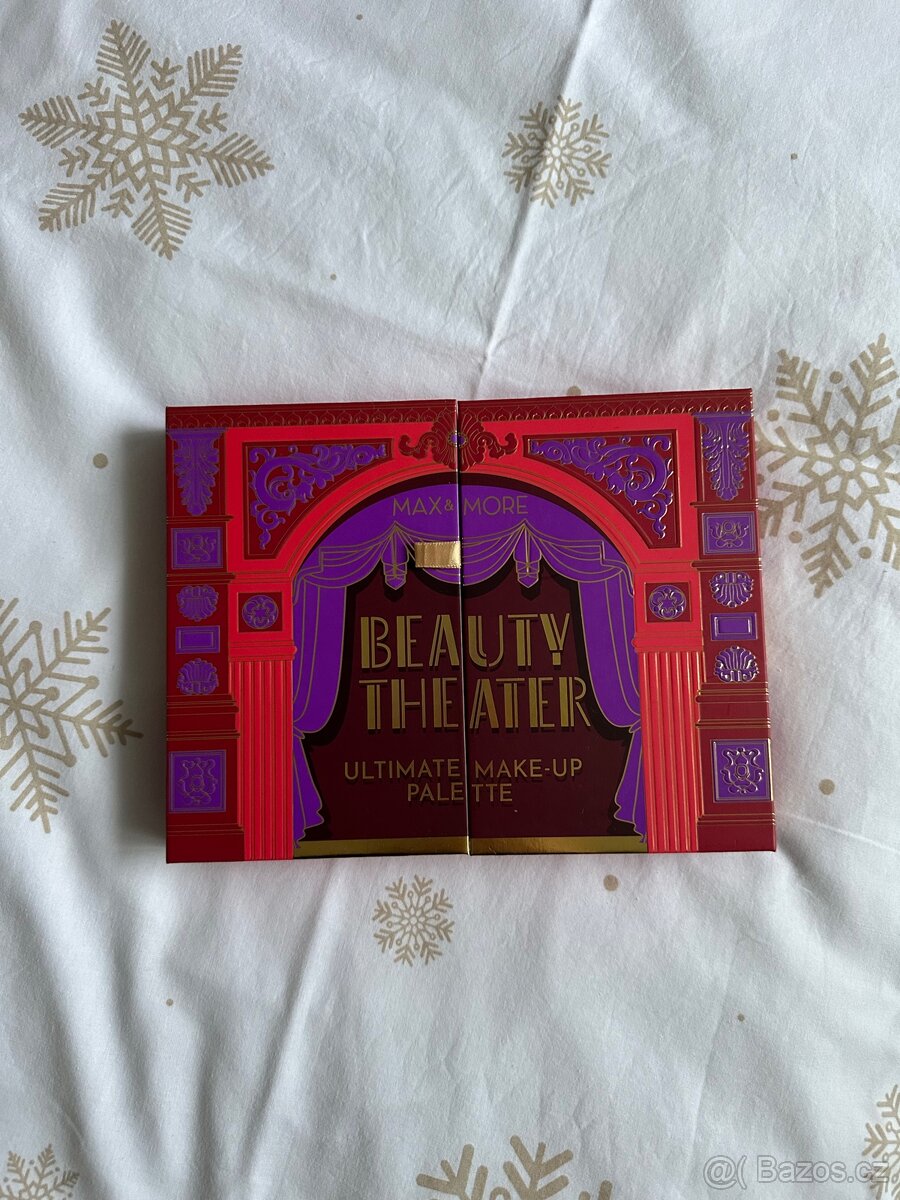 MAX & MORE
BEAUTY
THEATER
ULTIMATE MAKE-UP
PALETTE
@( Bazos.cz